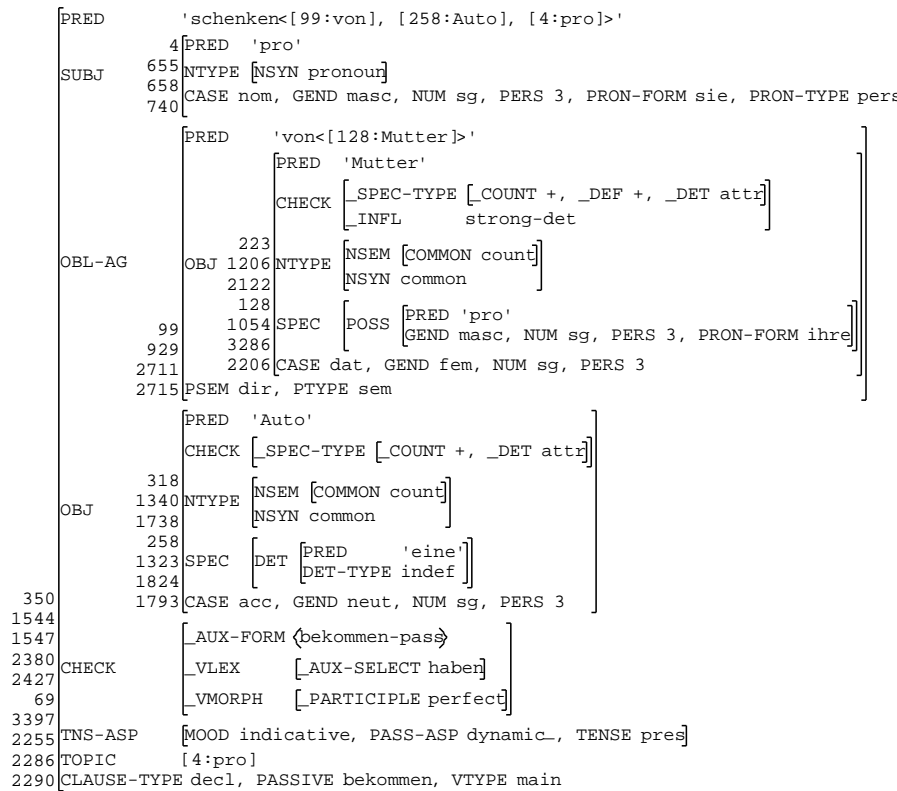 PRED 'schenken<[99:von], [258:Auto], [4:pro]>'
4 PRED 'pro'
655 NTYPE [NSYN pronoun]
SUBJ
658
CASE nom, GEND masc, NUM sg, PERS 3, PRON-FORM sie, PRON-TYPE pers
740
PRED 'von<[128:Mutter]>'
PRED 'Mutter'
CHECK _SPEC-TYPE [_COUNT +, _DEF +, _DET attr]
_INFL strong-det
223
OBL-AG OBJ 1206 NTYPE NSEM [COMMON count]
2122 NSYN common
128
1054 SPEC POSS PRED 'pro'
GEND masc, NUM sg, PERS 3, PRON-FORM ihre
99
929 3286
2711 2206 CASE dat, GEND fem, NUM sg, PERS 3
2715 PSEM dir, PTYPE sem
PRED 'Auto'
CHECK [_SPEC-TYPE [_COUNT +, _DET attr]]
318
OBJ 1340 NTYPE NSEM [COMMON count]
1738 NSYN common
258
1323 SPEC DET PRED 'eine'
1824 DET-TYPE indef
350 1793 CASE acc, GEND neut, NUM sg, PERS 3
1544
1547 _AUX-FORM {bekommen-pass}
2380 CHECK _VLEX [_AUX-SELECT haben]
2427
69 _VMORPH [_PARTICIPLE perfect]
3397
2255 TNS-ASP [MOOD indicative, PASS-ASP dynamic_, TENSE pres]
2286 TOPIC [4:pro]
2290 CLAUSE-TYPE decl, PASSIVE bekommen, VTYPE main